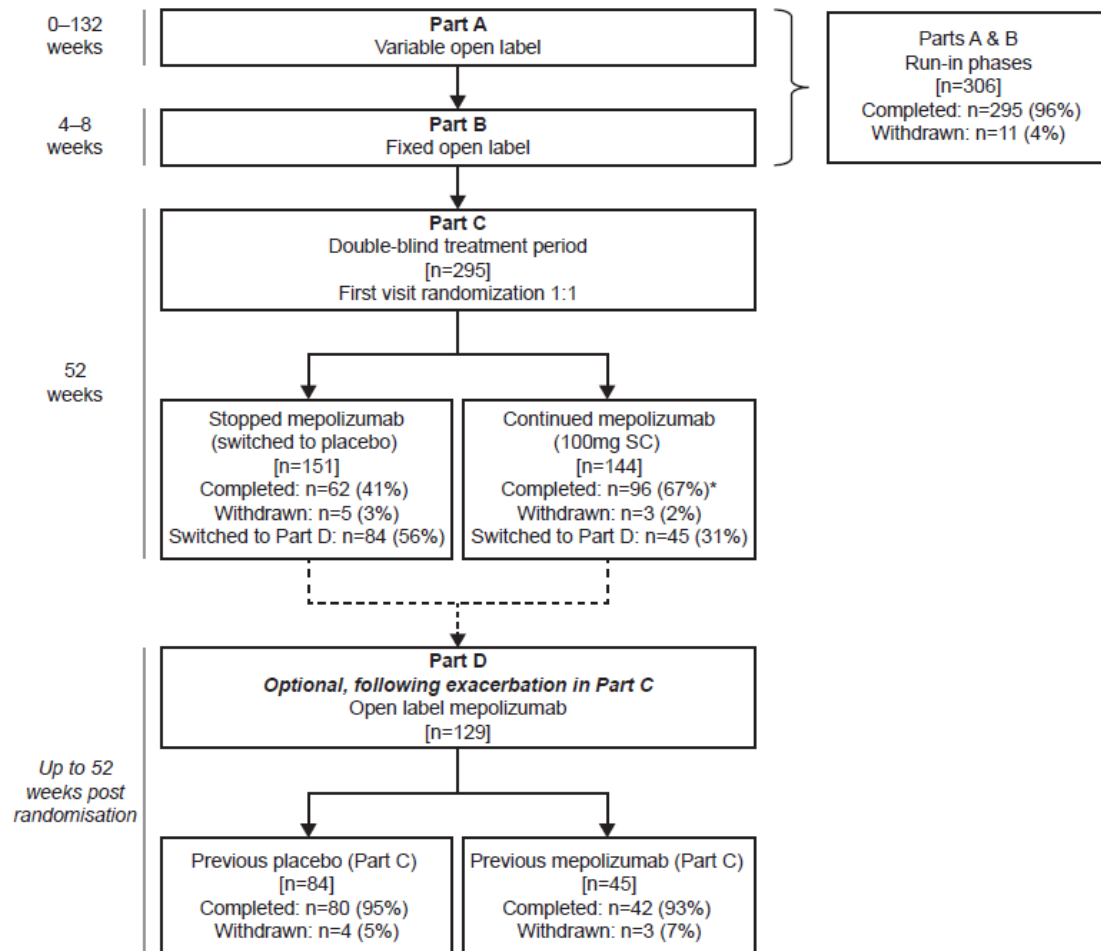 0–132
weeks
Part A
Variable open label
Parts A & B
Run-in phases
[n=306]
Completed: n=295 (96%)
Withdrawn: n=11 (4%)
4–8
weeks
Part B
Fixed open label
Part C
Double-blind treatment period
[n=295]
First visit randomization 1:1
52
weeks
Stopped mepolizumab
(switched to placebo)
[n=151]
Completed: n=62 (41%)
Withdrawn: n=5 (3%)
Switched to Part D: n=84 (56%)
Continued mepolizumab
(100mg SC)
[n=144]
Completed: n=96 (67%)*
Withdrawn: n=3 (2%)
Switched to Part D: n=45 (31%)
Part D
Optional, following exacerbation in Part C
Open label mepolizumab
[n=129]
Up to 52
weeks post
randomisation
Previous placebo (Part C)
[n=84]
Completed: n=80 (95%)
Withdrawn: n=4 (5%)
Previous mepolizumab (Part C)
[n=45]
Completed: n=42 (93%)
Withdrawn: n=3 (7%)